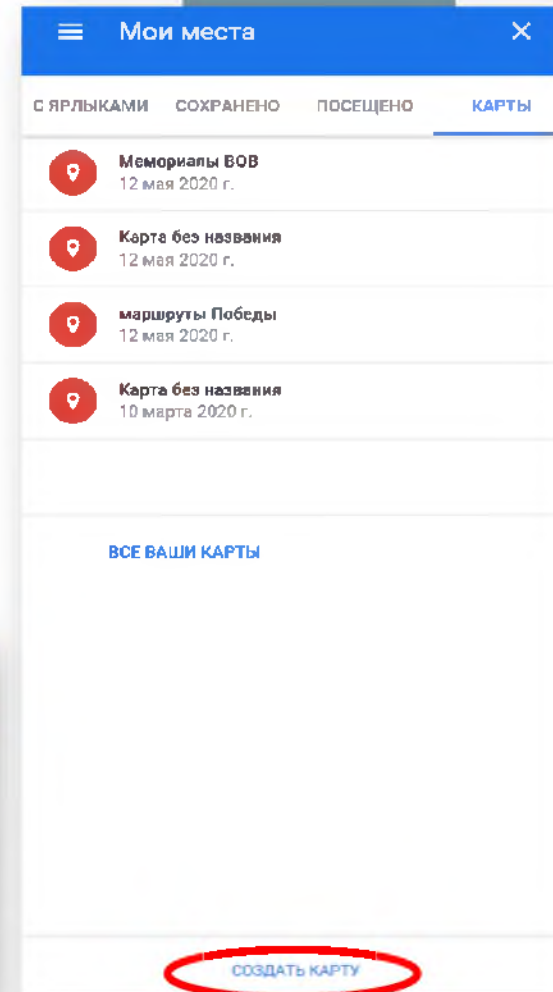 Мои места
С ЯРЛЫКАМИ СОХРАНЕНО ПОСЕЩЕНО КАРТЫ
Мемориалы ВОВ
12 мая 2020 г.
Карта без названия
12 мая 2020 г.
маршруты Победы
12 мая 2020 г.
Карта без названия
10 марта 2020 г.
ВСЕ ВАШИ КАРТЫ
СОЗДАТЬ КАРТУ